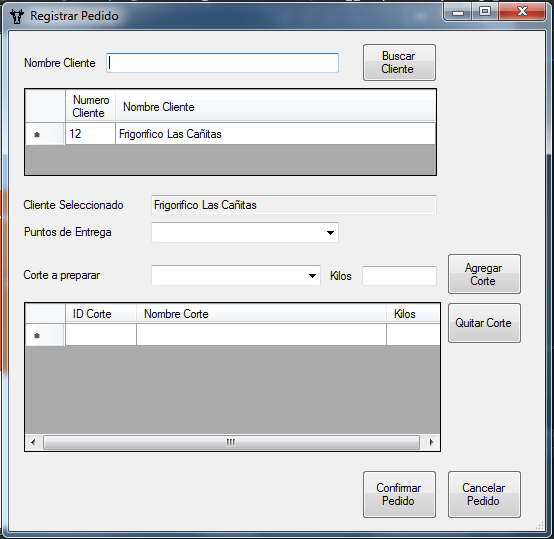 Registrar Pedido
Nombre Cliente
Buscar
Cliente
Numero
Cliente
Nombre Cliente
12
Frigorifico Las Cañitas
Cliente Seleccionado
Frigorifico Las Cañitas
Puntos de Entrega
Corte a preparar
Kilos
Agregar
Corte
ID Corte
Nombre Corte
Kilos
Quitar Corte
Confirmar
Pedido
Cancelar
Pedido